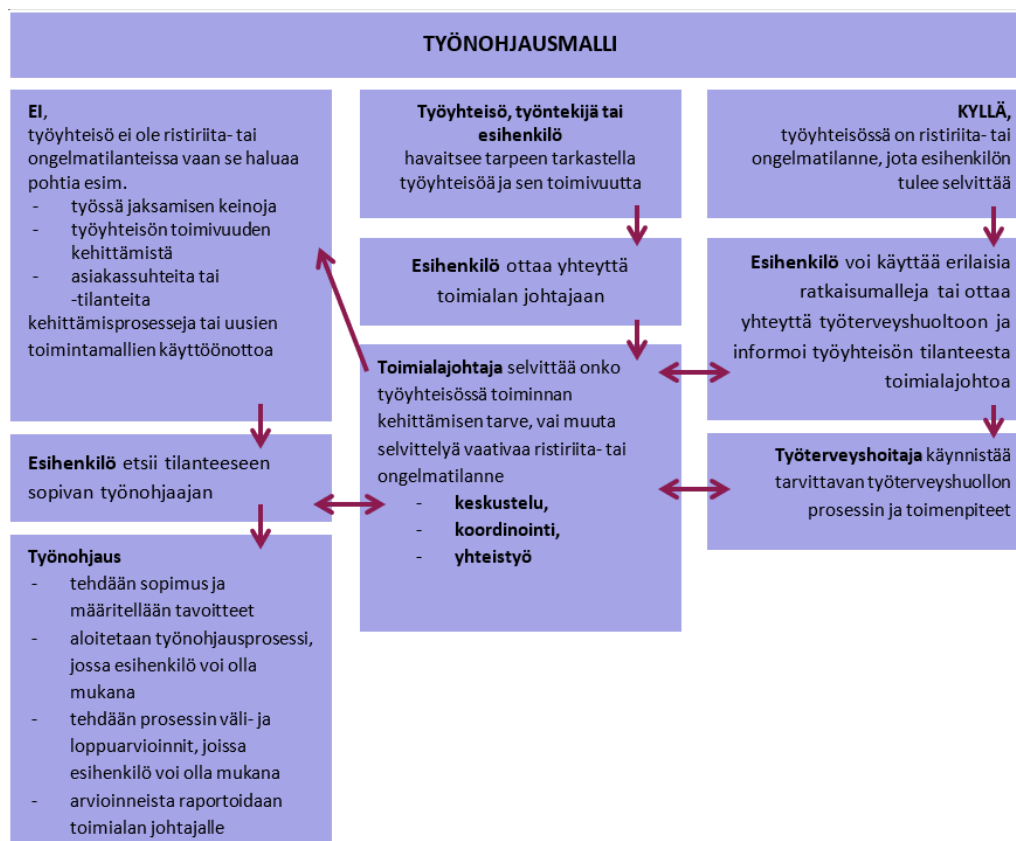 TYÖNOHJAUSMALLI
EI,
työyhteisö ei ole ristiriita- tai
ongelmatilanteissa vaan se haluaa
pohtia esim.
- työssä jaksamisen keinoja
- työyhteisön toimivuuden
kehittämistä
- asiakassuhteita tai
-tilanteita
kehittämisprosesseja tai uusien
toimintamallien käyttöönottoa
Esihenkilö etsii tilanteeseen
sopivan työnohjaajan
Työnohjaus
- tehdään sopimus ja
määritellään tavoitteet
- aloitetaan työnohjausprosessi,
jossa esihenkilö voi olla
mukana
- tehdään prosessin väli- ja
loppuarvioinnit, joissa
esihenkilö voi olla mukana
- arvioinneista raportoidaan
toimialan johtajalle
Työyhteisö, työntekijä tai
esihenkilö
havaitsee tarpeen tarkastella
työyhteisöä ja sen toimivuutta
Esihenkilö ottaa yhteyttä
toimialan johtajaan
Toimialajohtaja selvittää onko
työyhteisössä toiminnan
kehittämisen tarve, vai muuta
selvittelyä vaativaa ristiriita- tai
ongelmatilanne
- keskustelu,
- koordinointi,
- yhteistyö
KYLLÄ,
työyhteisössä on ristiriita- tai
ongelmatilanne, jota esihenkilön
tulee selvittää
Esihenkilö voi käyttää erilaisia
ratkaisumalleja tai ottaa
yhteyttä työterveyshuoltoon ja
informoi työyhteisön tilanteesta
toimialajohtoa
Työterveyshoitaja käynnistää
tarvittavan työterveyshuollon
prosessin ja toimenpiteet